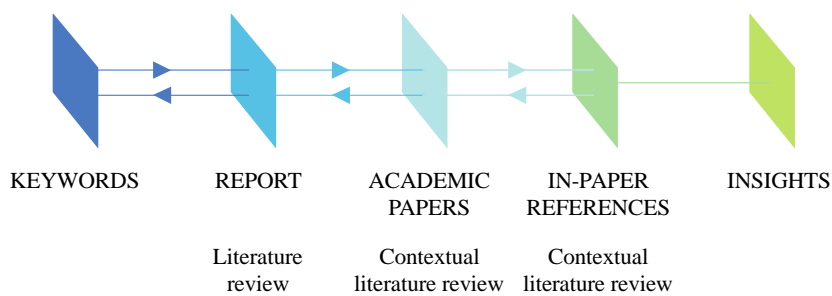 KEYWORDS
REPORT
ACADEMIC
PAPERS
IN-PAPER
REFERENCES
INSIGHTS
Literature
review
Contextual
literature review
Contextual
literature review